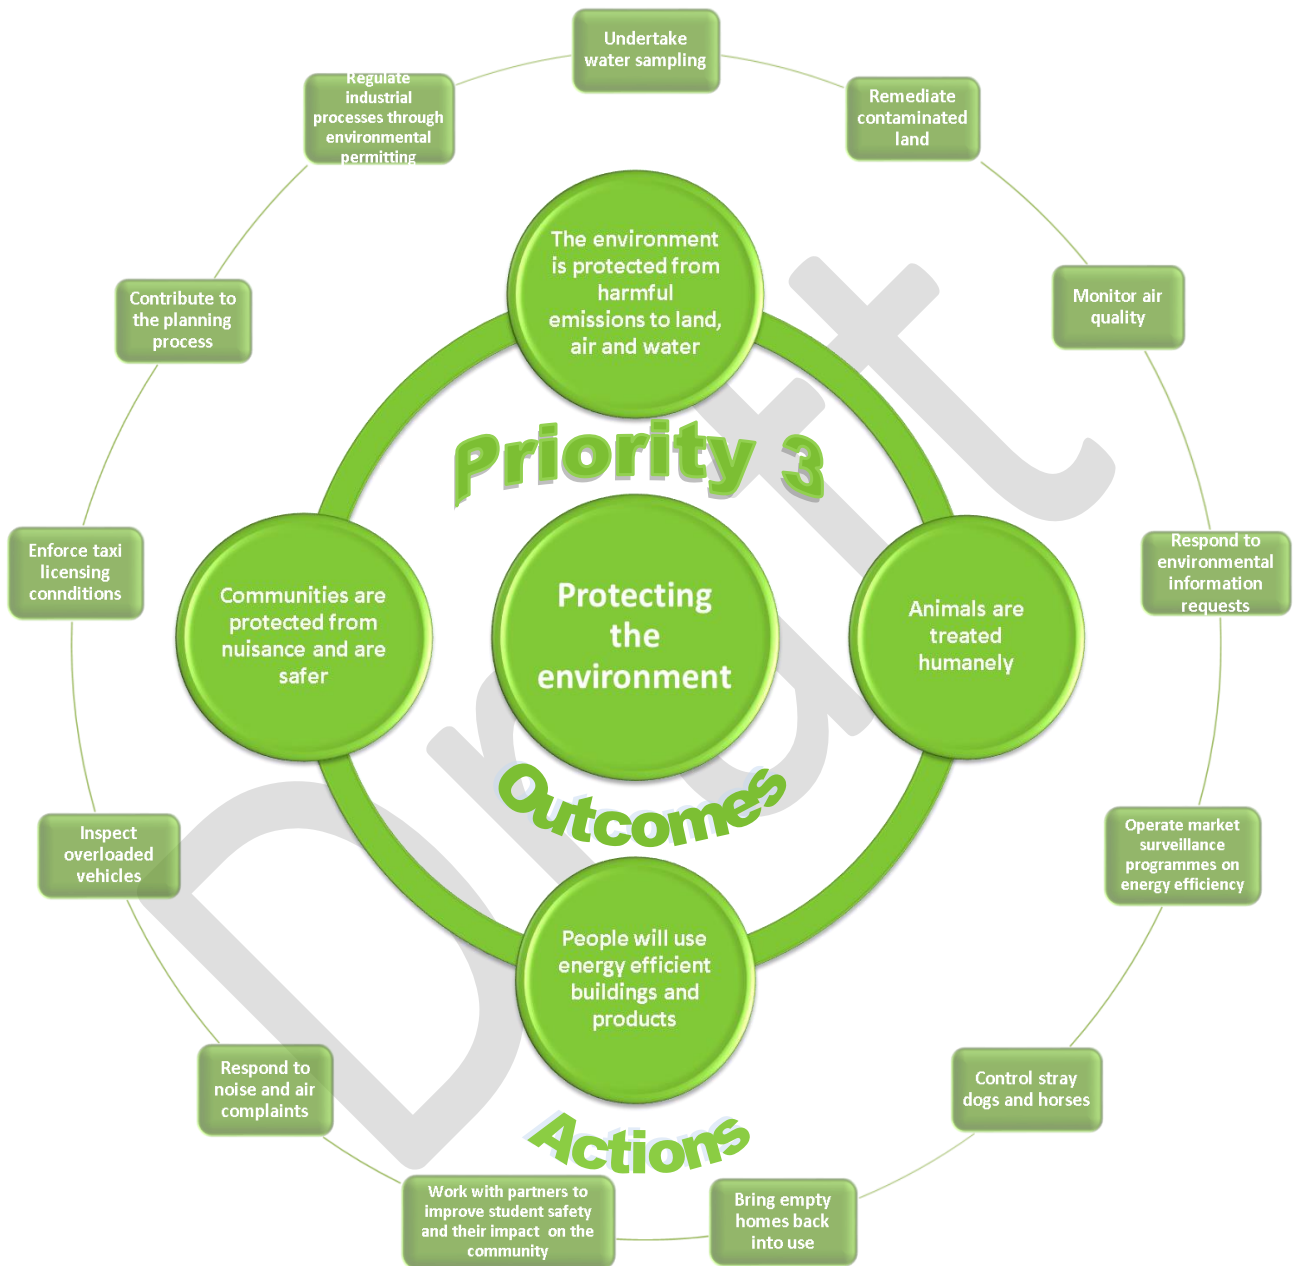 Undertake
water sampling
Regulate
industrial
processes through
environmental
permitting
Remediate
contaminated
land
The environment
is protected from
harmful
emissions to land,
air and water
Contribute to
the planning
process
Monitor air
quality
Priority 3
Enforce taxi
licensing
connditions
Communities are
protected from
nuisance and are
safer
Protecting
the
environment
Animals are
treated
humanely
Respond to
environmental
information
requests
Outcomes
Inspect
overloaded
vehicles
Operate market
surveillance
programmes on
energy efficiency
People will use
energy efficient
buildings and
products
Respond to
noise and air
complaints
Control stray
dogs and horses
Actions
Work with partners to
improve student safety
and their impact on the
community
Bring empty
homes back
into use
Draft